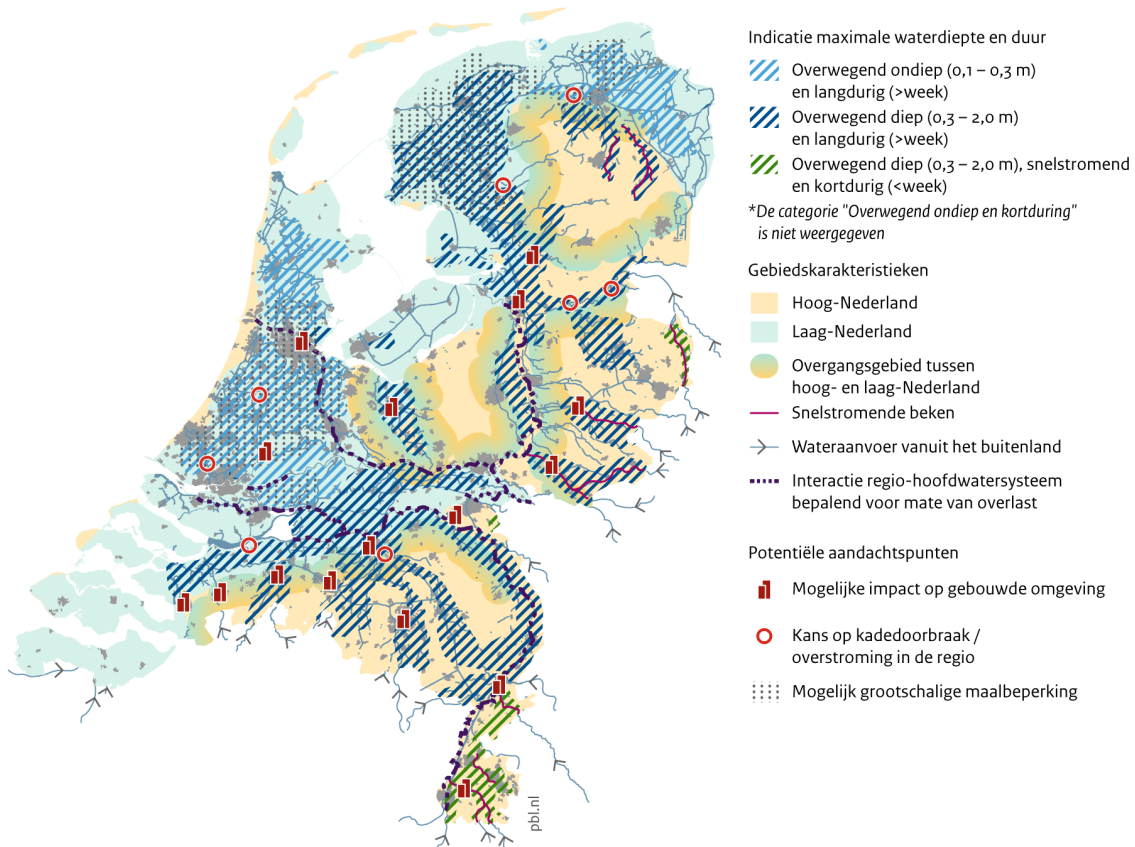 Indicatie maximale waterdiepte en duur
Overwegend ondiep (0,1 – 0,3 m)
en langdurig (>week)
Overwegend diep (0,3 – 2,0 m)
en langdurig (>week)
Overwegend diep (0,3 – 2,0 m), snelstromend
en kortdurig (<week)
*De categorie "Overwegend ondiep en kortduring"
is niet weergegeven
Gebiedskarakteristieken
Hoog-Nederland
Laag-Nederland
Overgangsgebied tussen
hoog- en laag-Nederland
Snelstromende beken
Wateraanvoer vanuit het buitenland
Interactie regio-hoofdwatersysteem
bepalend voor mate van overlast
Potentiële aandachtspunten
Mogelijke impact op gebouwde omgeving
Kans op kadedoorbraak /
overstroming in de regio
Mogelijk grootschalige maalbeperking
pbl.nl